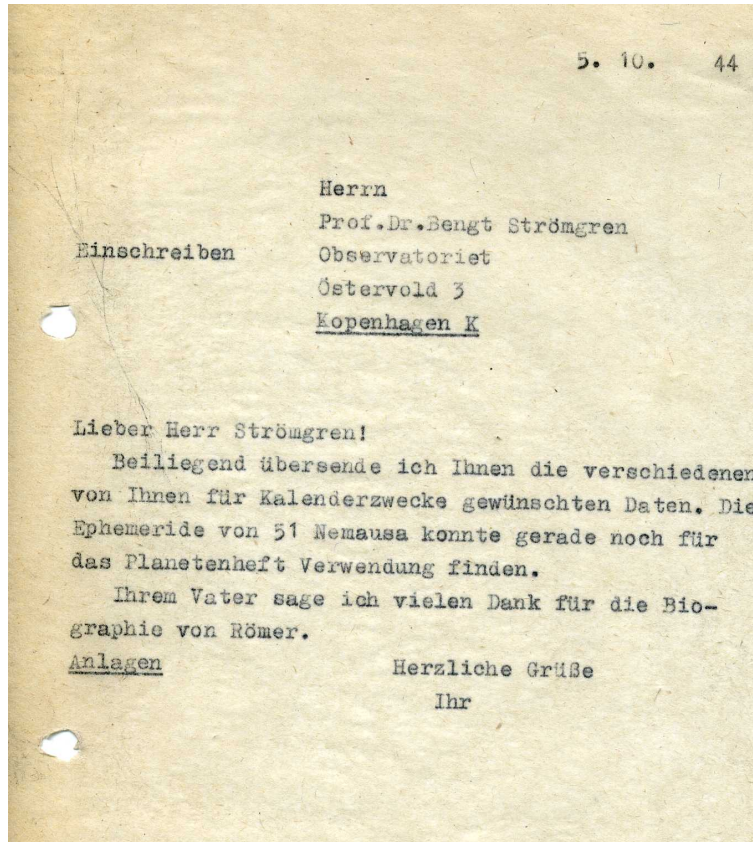 5. 10. 44
Herrn
Prof.Dr.Bengt Strömgren
Einschreiben Observatoriet
Östervold 3
Kopenhagen K
Lieber Herr Strömgren!
Beiliegend übersende ich Ihnen die verschiedenen
von Ihnen für Kalenderzwecke gewünschten Daten. Die
Ephemeride von 51 Nemausa konnte gerade noch für
das Planetenheft Verwendung finden.
Ihrem Vater sage ich vielen Dank für die Bio-
graphie von Römer.
Anlagen Herzliche Grüße
Ihr